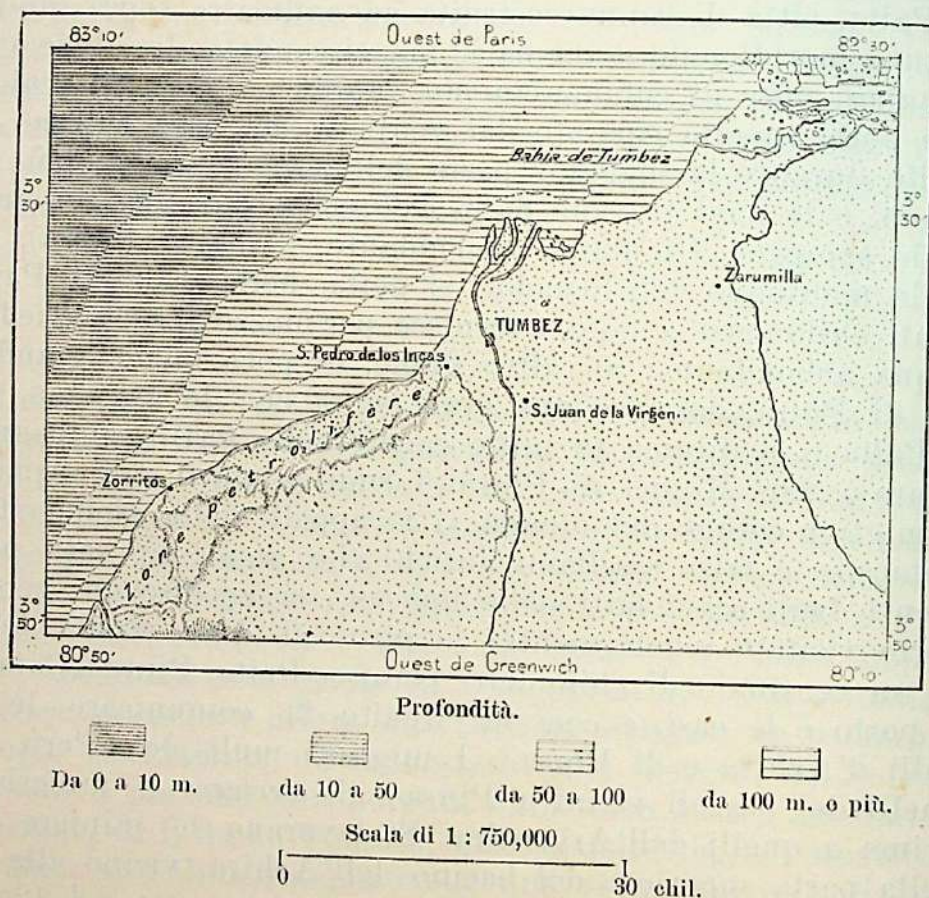 83°10' Ouest de Paris 82°30'
Bahia de Tumbez
3°
30'
3°
30'
Zarumilla
TUMBEZ
S. Pedro de los Incas
S. Juan de la Virgen.
Zorritos
Zone petrolifère
3°
50'
3°
50'
80°50' Ouest de Greenwich 80°10'
Profondità.
Da 0 a 10 m. da 10 a 50 da 50 a 100 da 100 m. o più.
Scala di 1 : 750,000
0 30 chil.